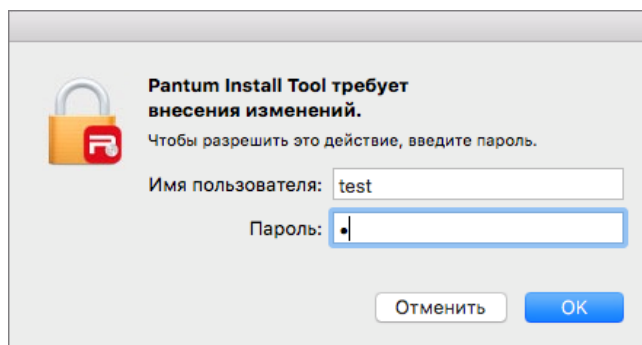 Pantum Install Tool требует
внесения изменений.
Чтобы разрешить это действие, введите пароль.
Имя пользователя: test
Пароль: •
Отменить OK